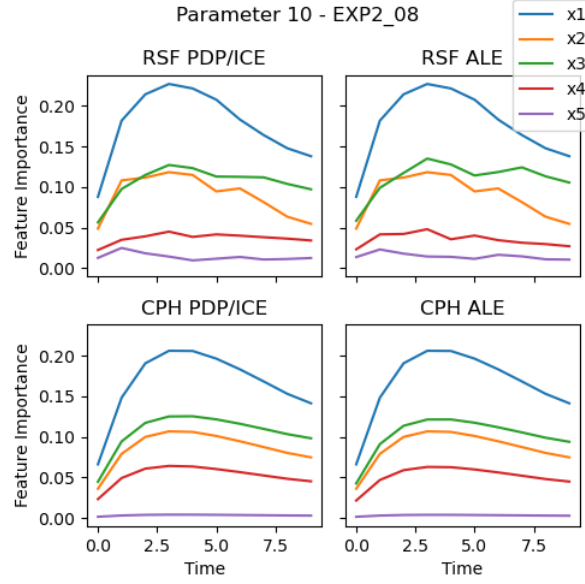 Parameter 10 - EXP2_08
x1
x2
x3
x4
x5
RSF PDP/ICE
RSF ALE
Feature Importance
0.20
0.15
0.10
0.05
0.00
CPH PDP/ICE
CPH ALE
Feature Importance
0.20
0.15
0.10
0.05
0.00
0.0
2.5
5.0
7.5
0.0
2.5
5.0
7.5
Time
Time